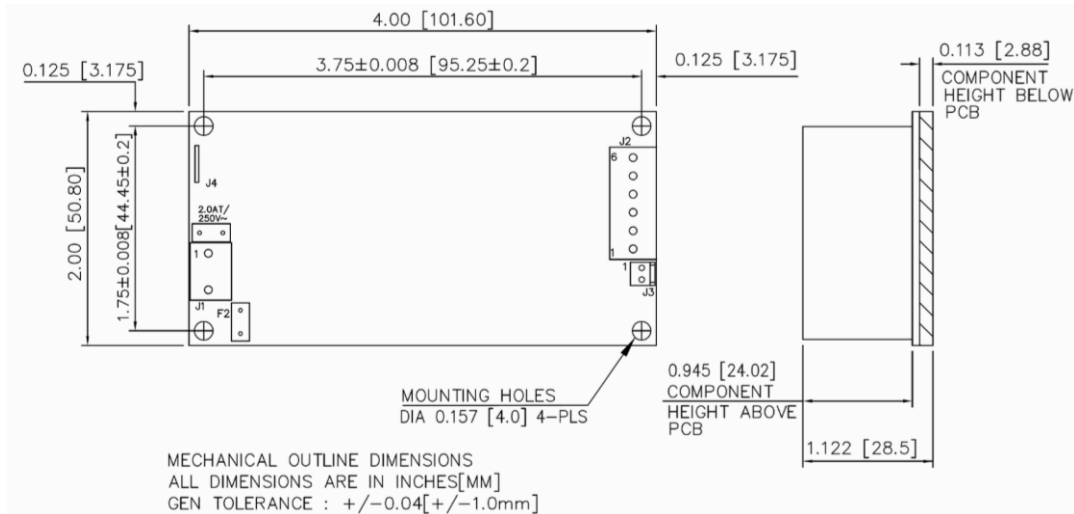 4.00 [101.60]
0.125 [3.175]
3.75±0.008 [95.25±0.2]
0.125 [3.175]
0.113 [2.88]
COMPONENT
HEIGHT BELOW
PCB
2.00 [50.80]
1.75±0.008[44.45±0.2]
J4
2.0AT/
250V~
1
J1
F2
J2
6
1
1
J3
MOUNTING HOLES
DIA 0.157 [4.0] 4-PLS
0.945 [24.02]
COMPONENT
HEIGHT ABOVE
PCB
1.122 [28.5]
MECHANICAL OUTLINE DIMENSIONS
ALL DIMENSIONS ARE IN INCHES[MM]
GEN TOLERANCE : +/-0.04[+/-1.0mm]